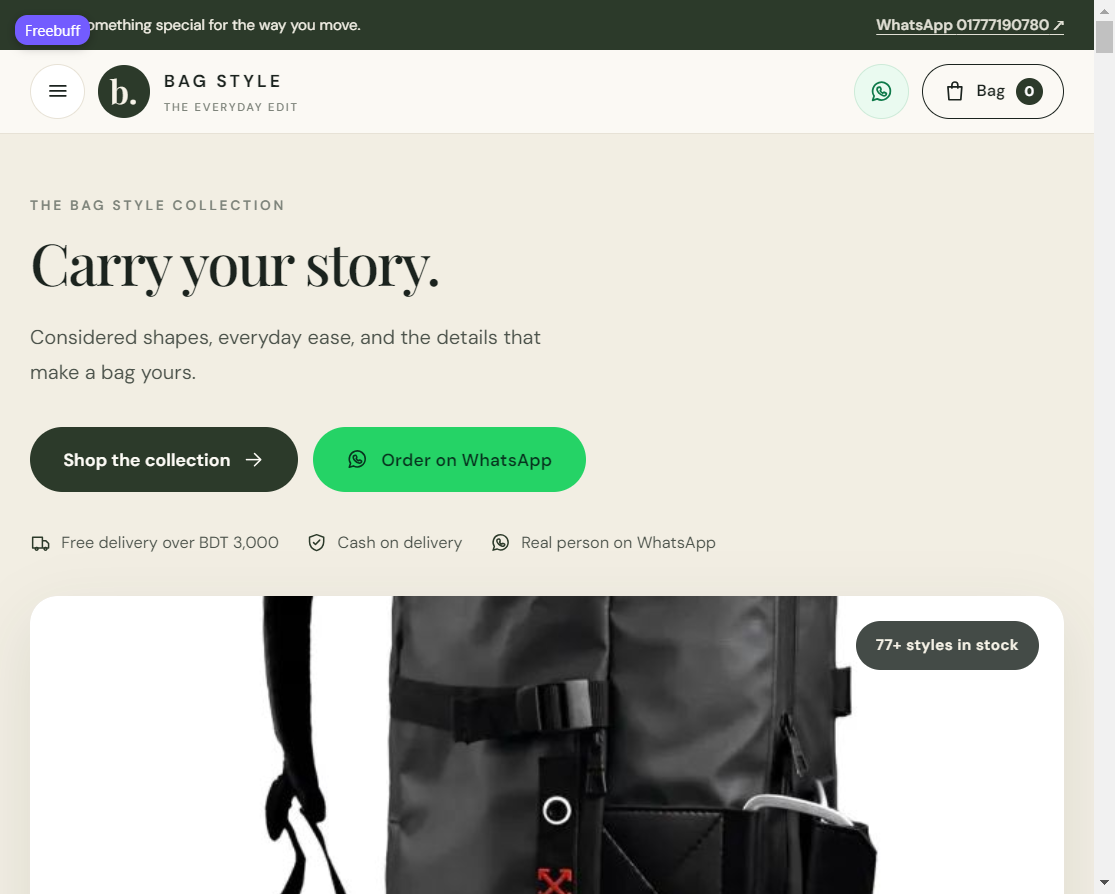 Freebuff
omething special for the way you move.
WhatsApp 01777190780 ↗
b.
BAG STYLE
THE EVERYDAY EDIT
Bag 0
THE BAG STYLE COLLECTION
Carry your story.
Considered shapes, everyday ease, and the details that
make a bag yours.
Shop the collection →
Order on WhatsApp
Free delivery over BDT 3,000
Cash on delivery
Real person on WhatsApp
77+ styles in stock